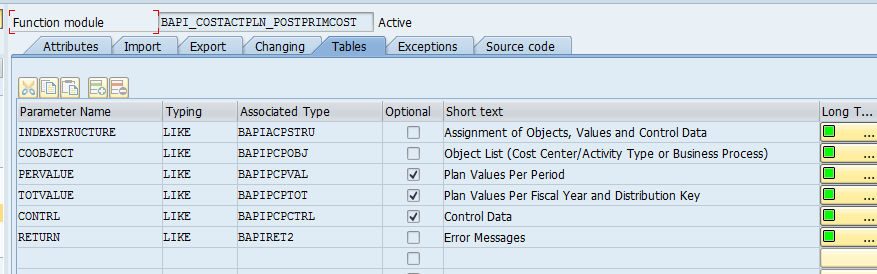 Function module BAPI_COSTACTPLN_POSTPRIMCOST Active
Attributes Import Export Changing Tables Exceptions Source code
Parameter Name Typing Associated Type Optional Short text Long T...
INDEXSTRUCTURE LIKE BAPIACPSTRU Assignment of Objects, Values and Control Data ...
COOBJECT LIKE BAPIPCPOBJ Object List (Cost Center/Activity Type or Business Process) ...
PERVALUE LIKE BAPIPCPVAL Plan Values Per Period ...
TOTVALUE LIKE BAPIPCPTOT Plan Values Per Fiscal Year and Distribution Key ...
CONTRL LIKE BAPIPCPCTRL Control Data ...
RETURN LIKE BAPIRET2 Error Messages ...